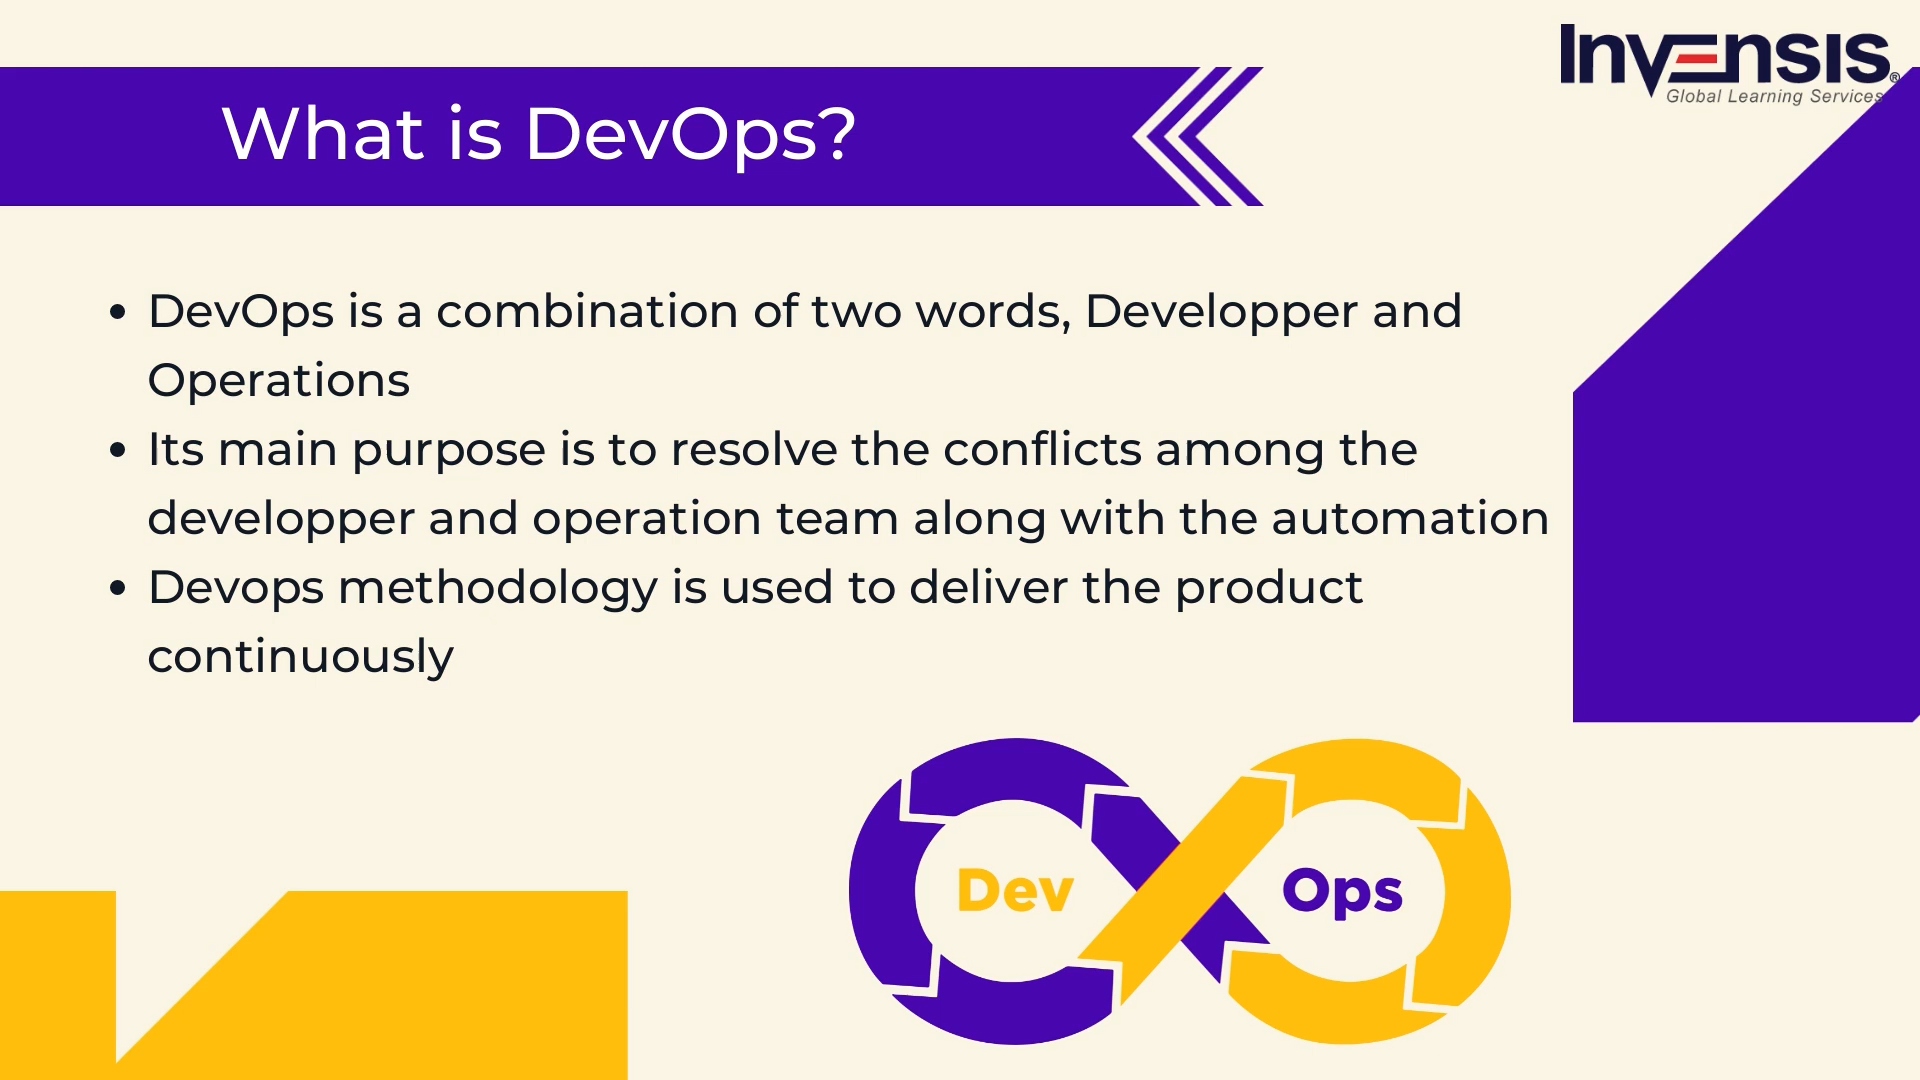 Invensis®
Global Learning Services
What is DevOps?
• DevOps is a combination of two words, Developper and
Operations
• Its main purpose is to resolve the conflicts among the
developper and operation team along with the automation
• Devops methodology is used to deliver the product
continuously
Dev
Ops